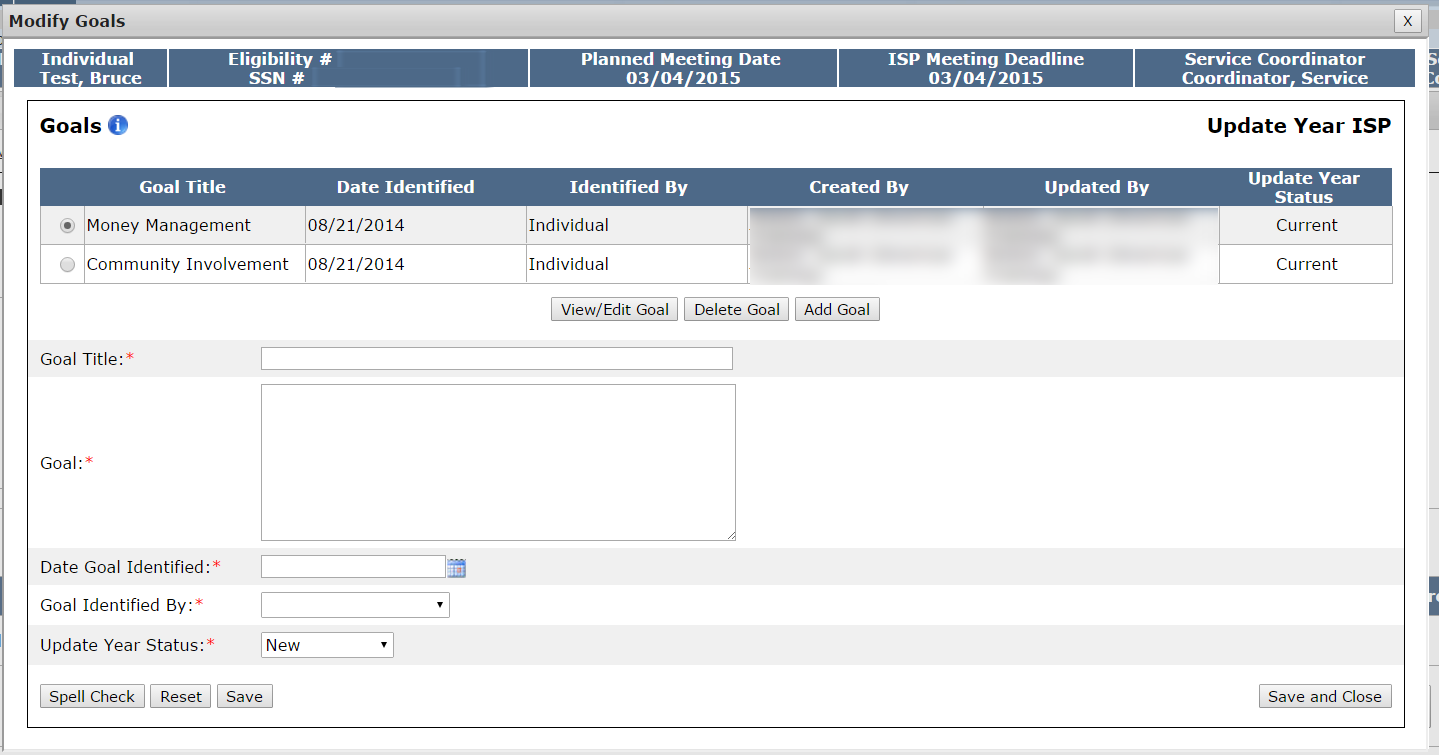 Modify Goals
X
Individual
Test, Bruce
Eligibility #
SSN #
Planned Meeting Date
03/04/2015
ISP Meeting Deadline
03/04/2015
Service Coordinator
Coordinator, Service
Goals
Update Year ISP
Goal Title Date Identified Identified By Created By Updated By Update Year Status
Money Management 08/21/2014 Individual Current
Community Involvement 08/21/2014 Individual Current
View/Edit Goal Delete Goal Add Goal
Goal Title:*
Goal:*
Date Goal Identified:*
Goal Identified By:*
Update Year Status:* New
Spell Check Reset Save Save and Close